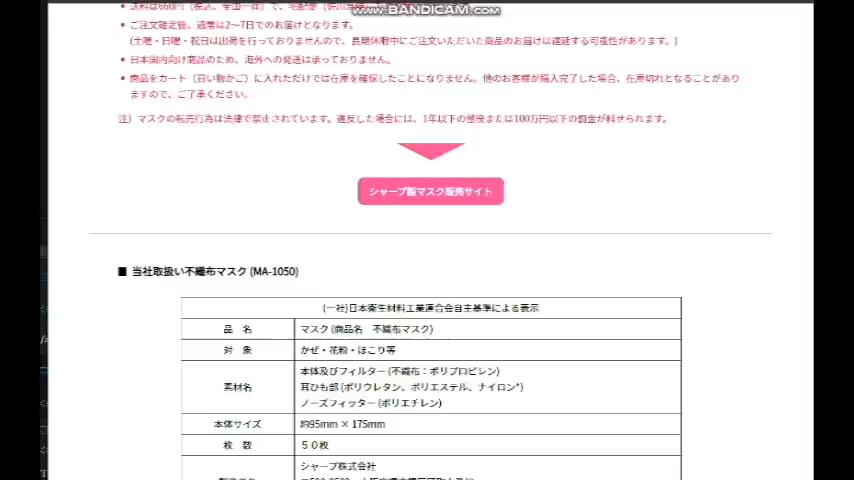 www.BANDICAM.com
送料は660円（税込、全国一律）で、宅配便
ご注文確定後、通常は2～7日でのお届けとなります。
(土曜・日曜・祝日は出荷を行っておりませんので、長期休暇中にご注文いただいた商品のお届けは遅延する可能性があります。)
日本国内向け商品のため、海外への発送は承っておりません。
商品をカート（買い物かご）に入れただけでは在庫を確保したことになりません。他のお客様が購入完了した場合、在庫切れとなることがあり
ますので、ご了承ください。
注）マスクの転売行為は法律で禁止されています。違反した場合には、1年以下の懲役または100万円以下の罰金が科せられます。
シャープ製マスク販売サイト
■ 当社取扱い不織布マスク (MA-1050)
(一社)日本衛生材料工業連合会自主基準による表示
品　名 マスク (商品名　不織布マスク)
対　象 かぜ・花粉・ほこり等
素材名 本体及びフィルター (不織布：ポリプロピレン)
耳ひも部 (ポリウレタン、ポリエステル、ナイロン*)
ノーズフィッター (ポリエチレン)
本体サイズ 約95mm × 175mm
枚　数 ５０枚
シャープ株式会社